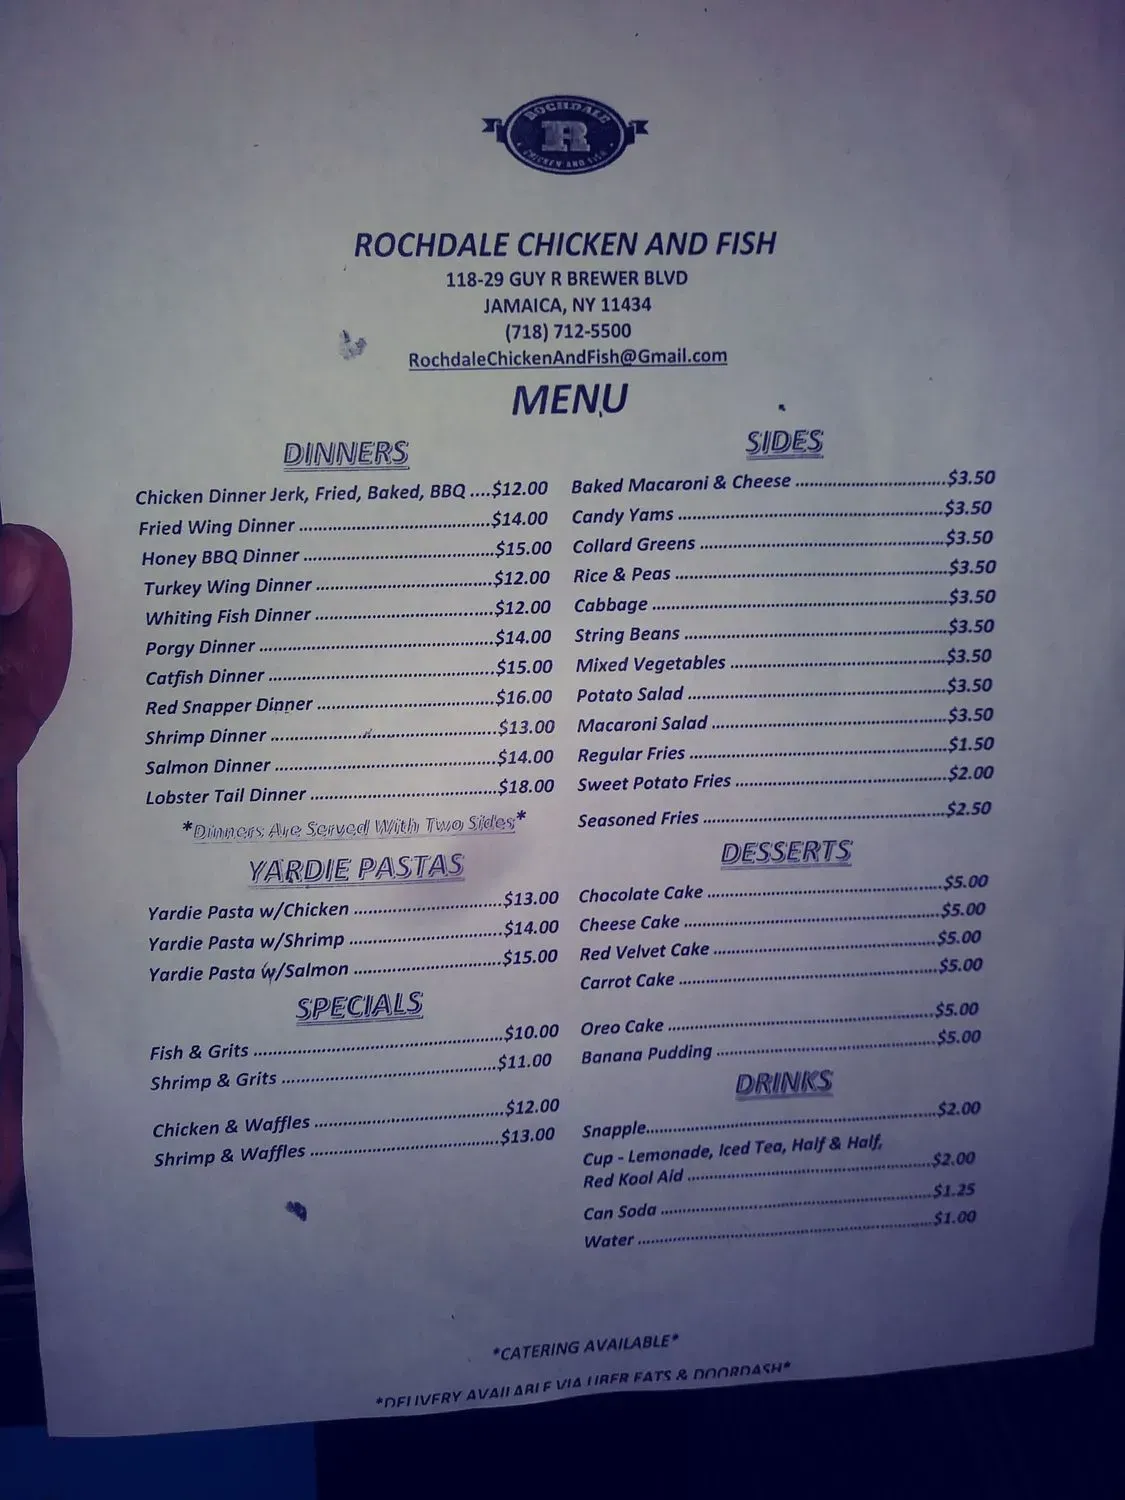 ROCHDALE
R
CHICKEN AND FISH
ROCHDALE CHICKEN AND FISH
118-29 GUY R BREWER BLVD
JAMAICA, NY 11434
(718) 712-5500
RochdaleChickenAndFish@Gmail.com
MENU
DINNERS
Chicken Dinner Jerk, Fried, Baked, BBQ ....$12.00
Fried Wing Dinner ....$14.00
Honey BBQ Dinner ....$15.00
Turkey Wing Dinner ....$12.00
Whiting Fish Dinner ....$12.00
Porgy Dinner ....$14.00
Catfish Dinner ....$15.00
Red Snapper Dinner ....$16.00
Shrimp Dinner ....$13.00
Salmon Dinner ....$14.00
Lobster Tail Dinner ....$18.00
*Dinners Are Served With Two Sides*
YARDIE PASTAS
Yardie Pasta w/Chicken ....$13.00
Yardie Pasta w/Shrimp ....$14.00
Yardie Pasta w/Salmon ....$15.00
SPECIALS
Fish & Grits ....$10.00
Shrimp & Grits ....$11.00
Chicken & Waffles ....$12.00
Shrimp & Waffles ....$13.00
SIDES
Baked Macaroni & Cheese ....$3.50
Candy Yams ....$3.50
Collard Greens ....$3.50
Rice & Peas ....$3.50
Cabbage ....$3.50
String Beans ....$3.50
Mixed Vegetables ....$3.50
Potato Salad ....$3.50
Macaroni Salad ....$3.50
Regular Fries ....$1.50
Sweet Potato Fries ....$2.00
Seasoned Fries ....$2.50
DESSERTS
Chocolate Cake ....$5.00
Cheese Cake ....$5.00
Red Velvet Cake ....$5.00
Carrot Cake ....$5.00
Oreo Cake ....$5.00
Banana Pudding ....$5.00
DRINKS
Snapple....$2.00
Cup - Lemonade, Iced Tea, Half & Half,
Red Kool Aid ....$2.00
Can Soda ....$1.25
Water ....$1.00
*CATERING AVAILABLE*
*DELIVERY AVAILABLE VIA UBER EATS & DOORDASH*